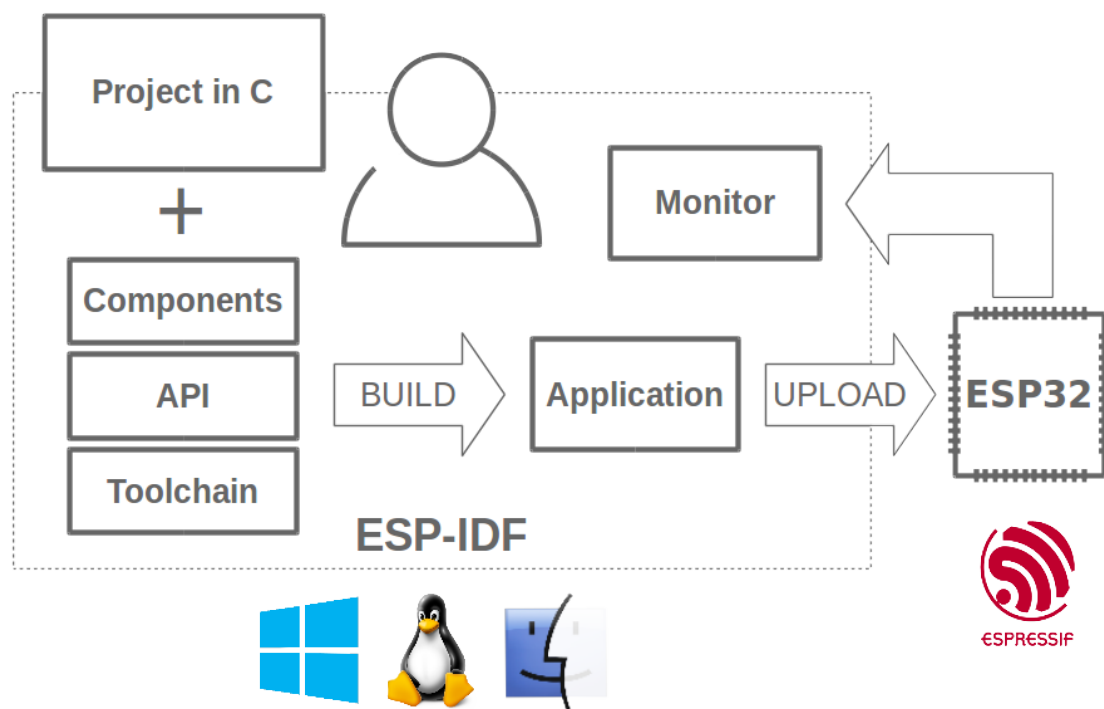 Project in C
+
Monitor
Components
API
Toolchain
BUILD
Application
UPLOAD
ESP32
ESP-IDF
ESPRESSIF